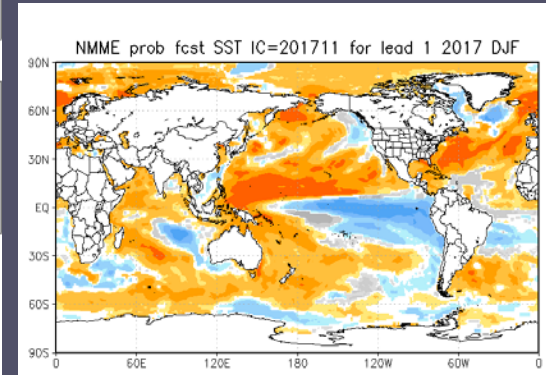 NMME prob fcst SST IC=201711 for lead 1 2017 DJF
90N
60N
30N
EQ
30S
60S
90S
0 60E 120E 180 120W 60W 0